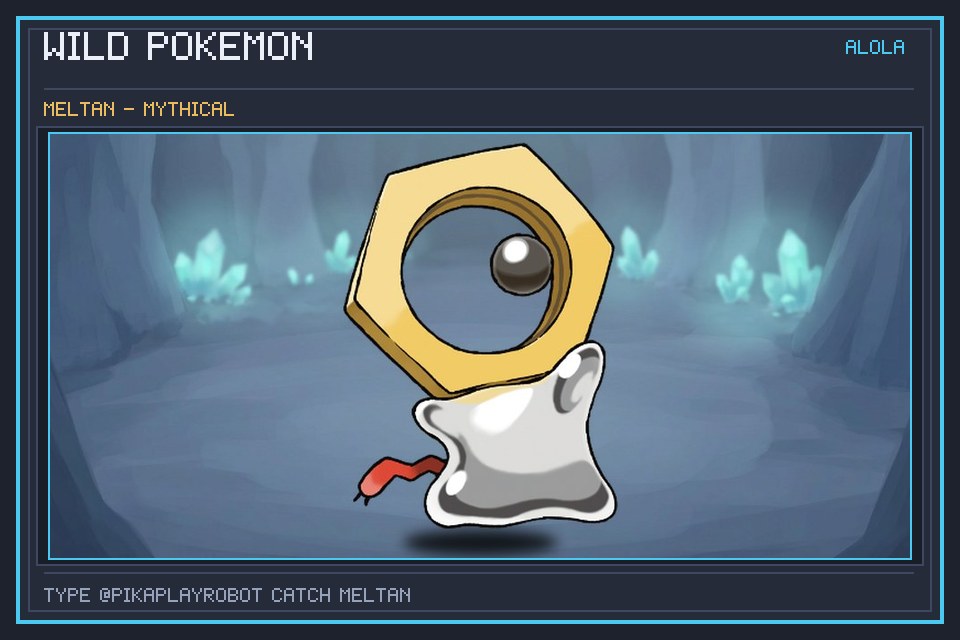 WILD POKEMON
ALOLA
MELTAN - MYTHICAL
TYPE @PIKAPLAYROBOT CATCH MELTAN